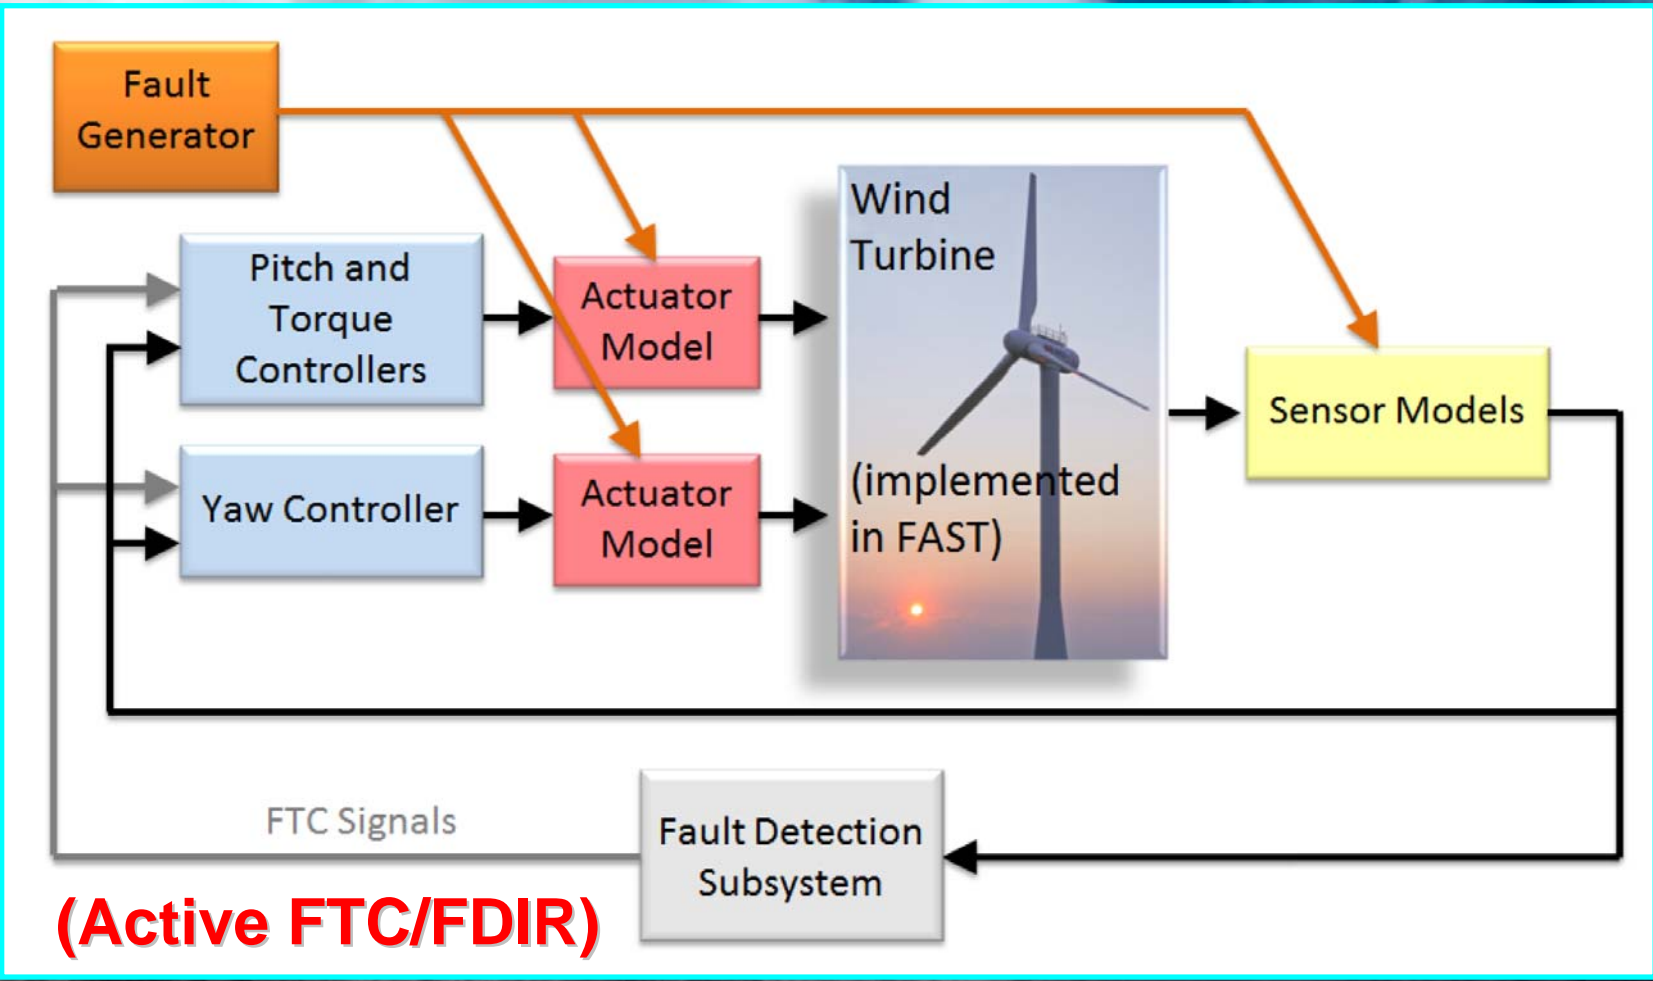 Fault
Generator
Pitch and
Torque
Controllers
Actuator
Model
Wind
Turbine
(implemented
in FAST)
Sensor Models
Yaw Controller
Actuator
Model
FTC Signals
Fault Detection
Subsystem
(Active FTC/FDIR)